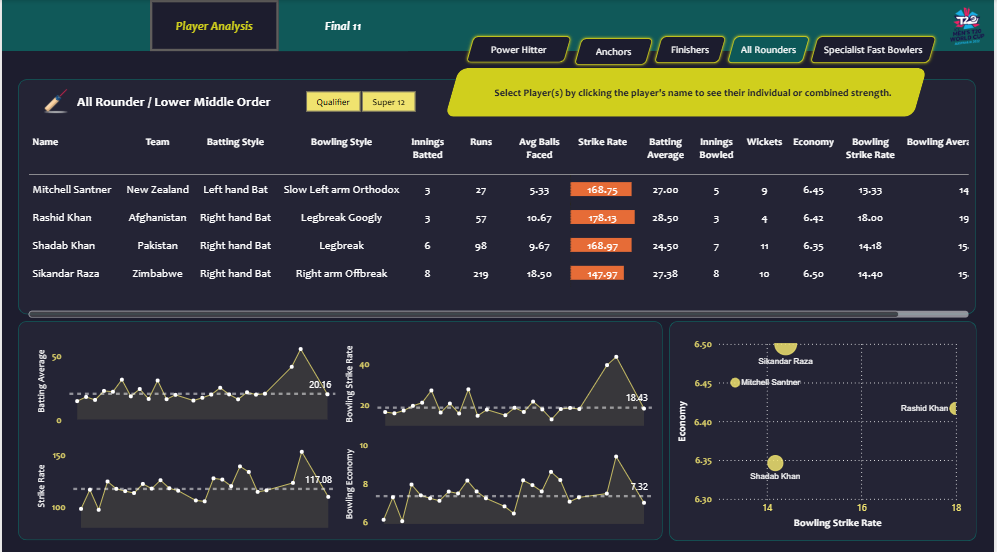 Player Analysis
Final 11
T20
MEN'S T20
WORLD CUP
Power Hitter
Anchors
Finishers
All Rounders
Specialist Fast Bowlers
Select Player(s) by clicking the player's name to see their individual or combined strength.
All Rounder / Lower Middle Order
Qualifier
Super 12
Name Team Batting Style Bowling Style Innings Batted Runs Avg Balls Faced Strike Rate Batting Average Innings Bowled Wickets Economy Bowling Strike Rate Bowling Avera
Mitchell Santner New Zealand Left hand Bat Slow Left arm Orthodox 3 27 5.33 168.75 27.00 5 9 6.45 13.33 14
Rashid Khan Afghanistan Right hand Bat Legbreak Googly 3 57 10.67 178.13 28.50 3 4 6.42 18.00 19
Shadab Khan Pakistan Right hand Bat Legbreak 6 98 9.67 168.97 24.50 7 11 6.35 14.18 15.
Sikandar Raza Zimbabwe Right hand Bat Right arm Offbreak 8 219 18.50 147.97 27.38 8 10 6.50 14.40 15.
Batting Average
50
0
20.16
Bowling Strike Rate
40
20
18.43
Strike Rate
150
100
117.08
Bowling Economy
10
8
6
7.32
Economy
6.50
6.45
6.40
6.35
6.30
Sikandar Raza
Mitchell Santner
Rashid Khan
Shadab Khan
14
16
18
Bowling Strike Rate